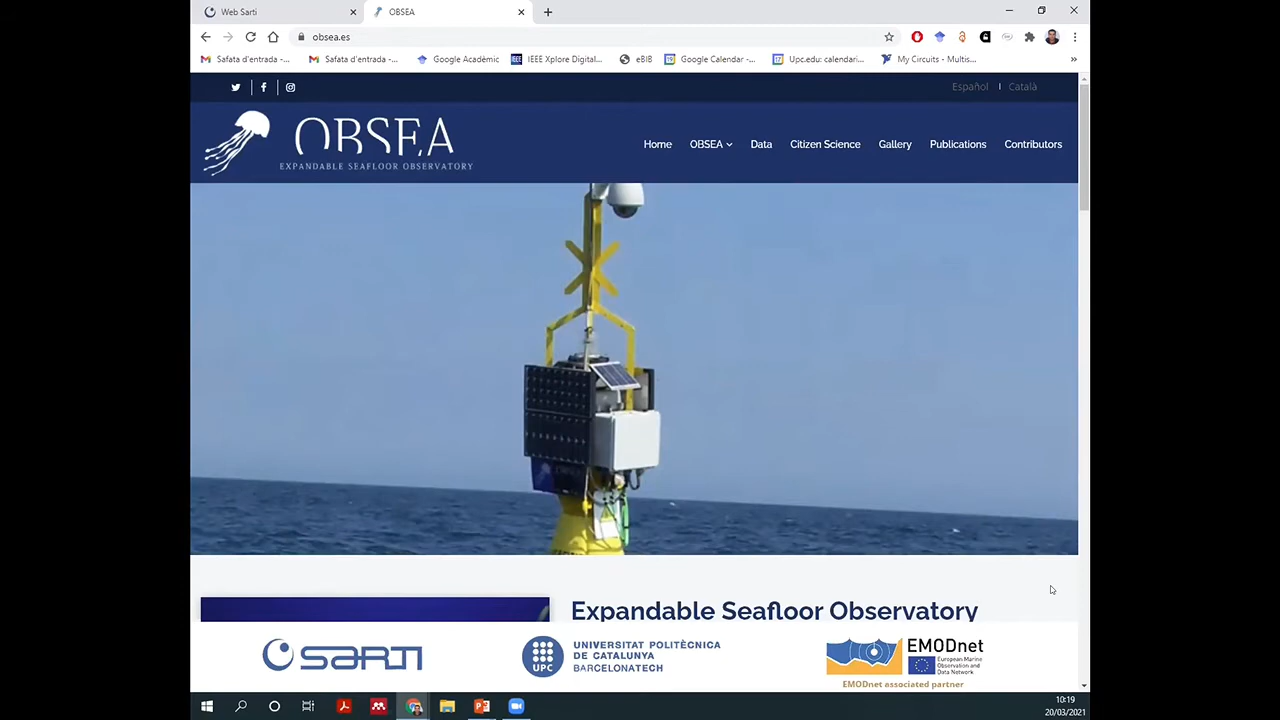 Web Sarti
OBSEA
obsea.es
Safata d'entrada -...
Safata d'entrada -...
Google Acadèmic
IEEE Xplore Digital...
eBIB
Google Calendar -...
Upc.edu: calendari...
My Circuits - Multis...
Español | Català
OBSEA
EXPANDABLE SEAFLOOR OBSERVATORY
Home
OBSEA
Data
Citizen Science
Gallery
Publications
Contributors
Expandable Seafloor Observatory
SARTI
UPC
UNIVERSITAT POLITÈCNICA
DE CATALUNYA
BARCELONATECH
EMODnet
European Marine
Observation and
Data Network
EMODnet associated partner
10:19
20/03/2021